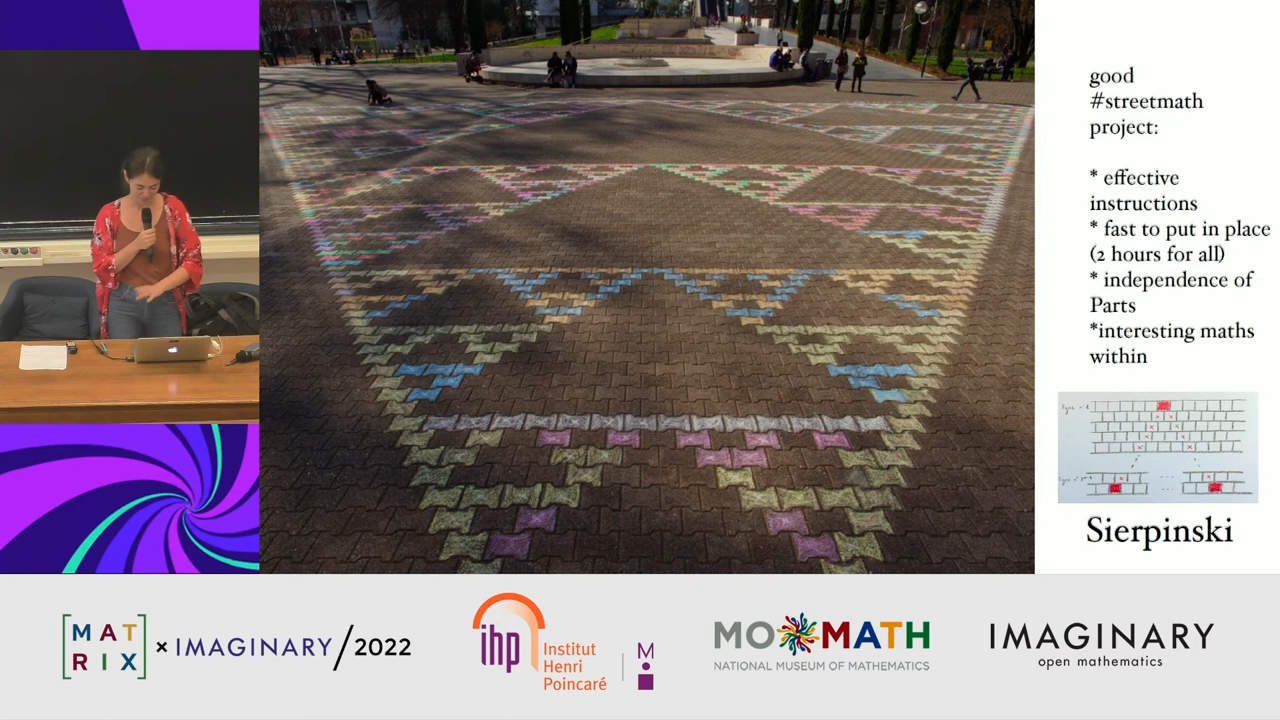 good
#streetmath
project:
* effective
instructions
* fast to put in place
(2 hours for all)
* independence of
Parts
*interesting maths
within
Sierpinski
MAT
RIX
× IMAGINARY / 2022
ihp
Institut
Henri
Poincaré
M
MOMATH
NATIONAL MUSEUM OF MATHEMATICS
IMAGINARY
open mathematics